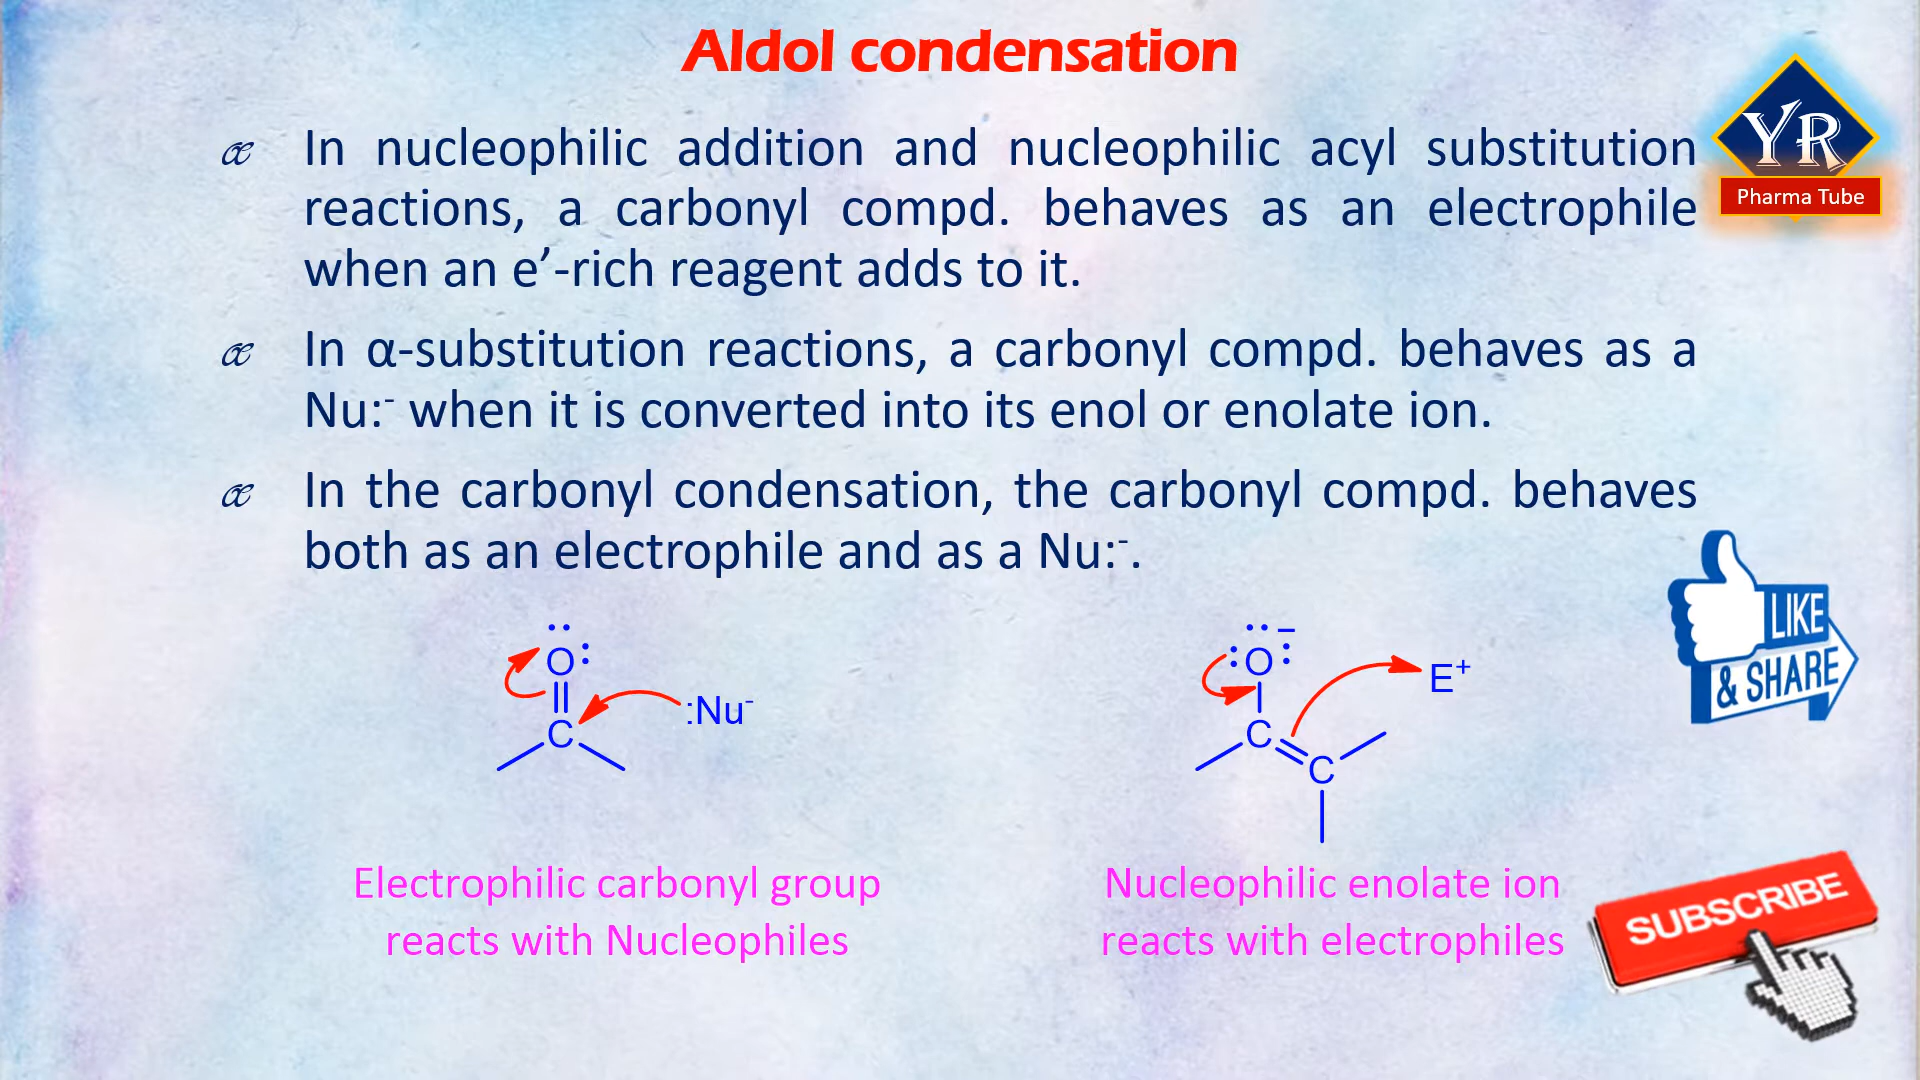 Aldol condensation
YR
Pharma Tube
œ In nucleophilic addition and nucleophilic acyl substitution
reactions, a carbonyl compd. behaves as an electrophile
when an e’-rich reagent adds to it.
œ In α-substitution reactions, a carbonyl compd. behaves as a
Nu:⁻ when it is converted into its enol or enolate ion.
œ In the carbonyl condensation, the carbonyl compd. behaves
both as an electrophile and as a Nu:⁻.
LIKE
& SHARE
O:
:Nu⁻
C
:O:⁻
E⁺
C
C
Electrophilic carbonyl group
reacts with Nucleophiles
Nucleophilic enolate ion
reacts with electrophiles
SUBSCRIBE